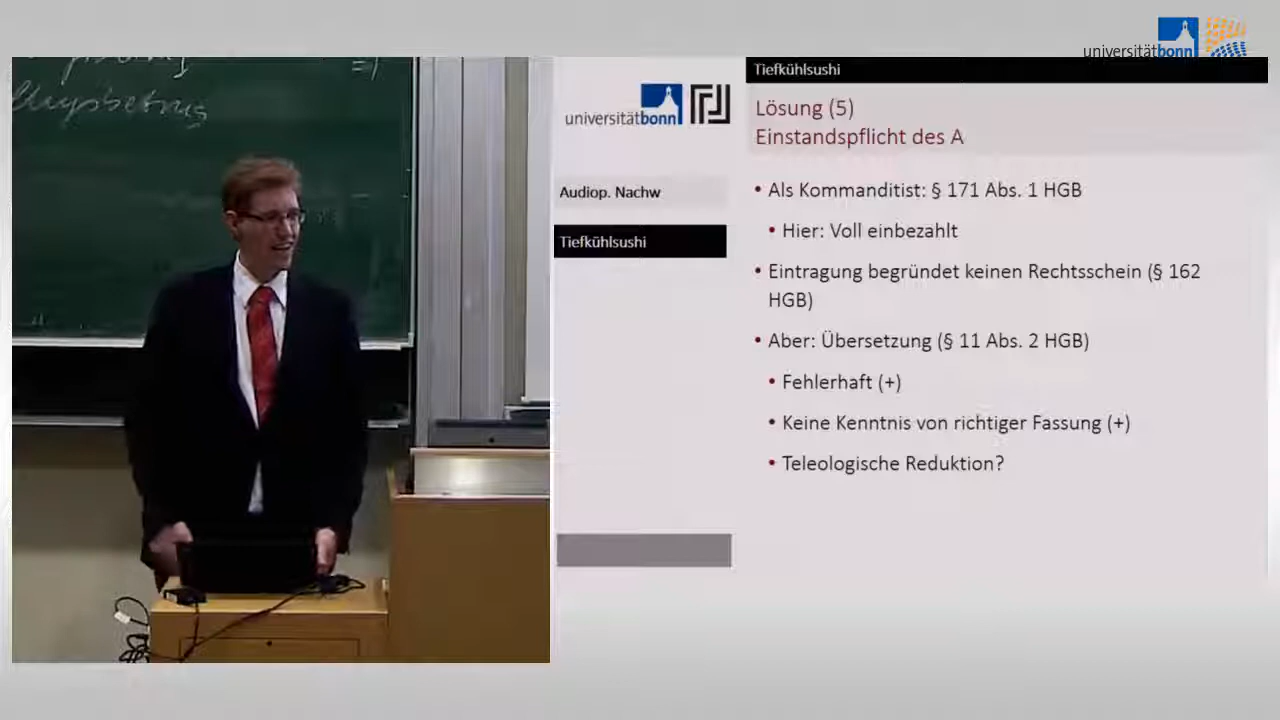 universitätbonn
universitätbonn
Audiop. Nachw
Tiefkühlsushi
Tiefkühlsushi
Lösung (5)
Einstandspflicht des A
• Als Kommanditist: § 171 Abs. 1 HGB
• Hier: Voll einbezahlt
• Eintragung begründet keinen Rechtsschein (§ 162
HGB)
• Aber: Übersetzung (§ 11 Abs. 2 HGB)
• Fehlerhaft (+)
• Keine Kenntnis von richtiger Fassung (+)
• Teleologische Reduktion?